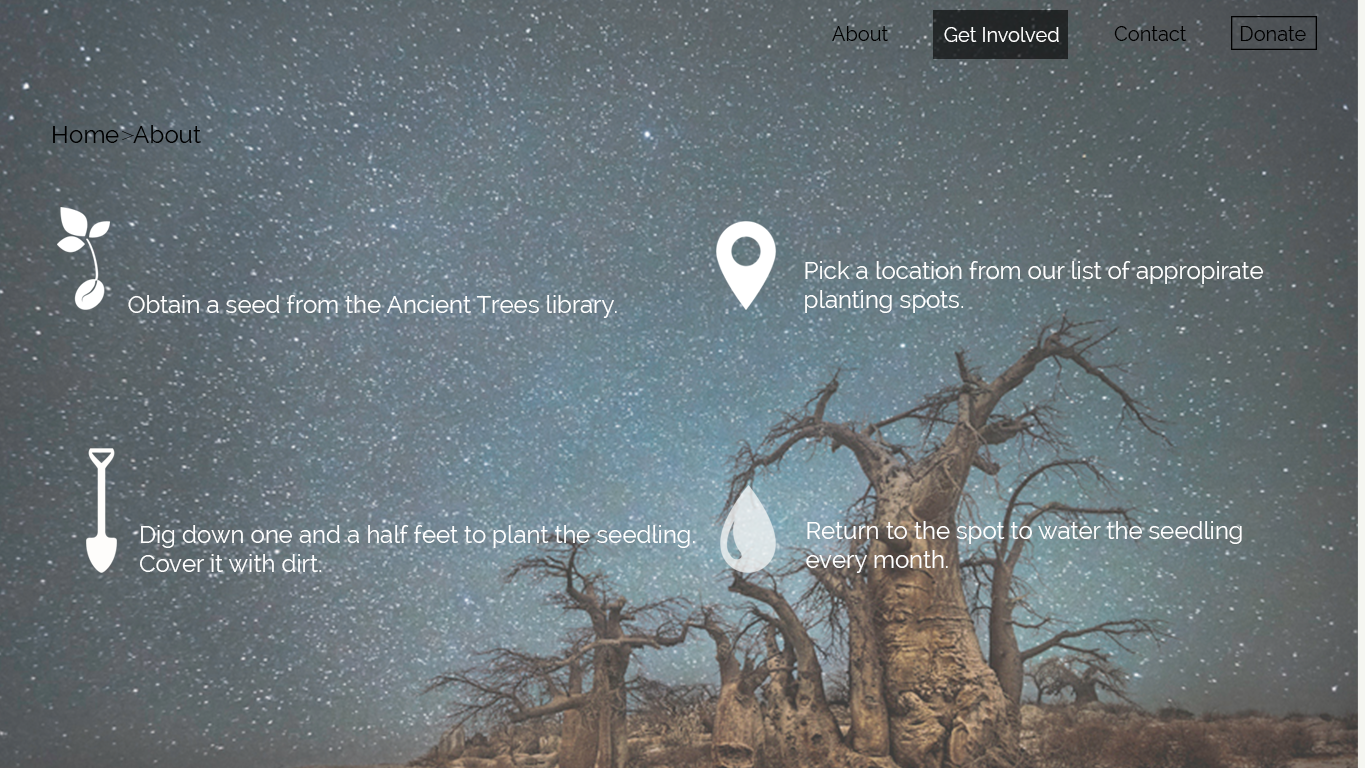 About
Get Involved
Contact
Donate
Home>About
Obtain a seed from the Ancient Trees library.
Pick a location from our list of appropirate
planting spots.
Dig down one and a half feet to plant the seedling.
Cover it with dirt.
Return to the spot to water the seedling
every month.